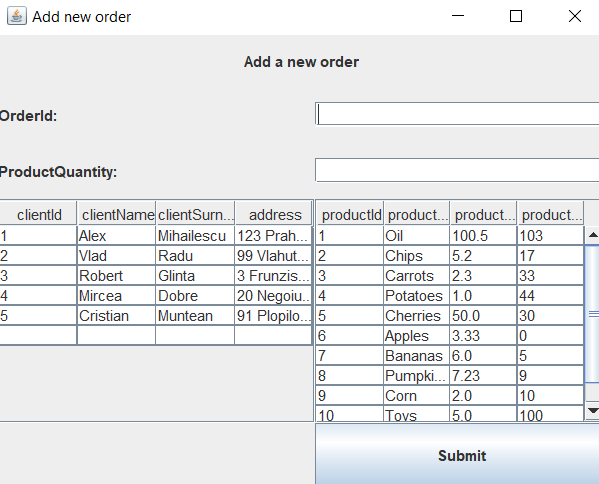 Add new order
Add a new order
OrderId:
ProductQuantity:
clientId clientName clientSurn... address
1 Alex Mihailescu 123 Prah...
2 Vlad Radu 99 Vlahut...
3 Robert Glinta 3 Frunzis...
4 Mircea Dobre 20 Negoiu...
5 Cristian Muntean 91 Plopilo...
productId product... product... product...
1 Oil 100.5 103
2 Chips 5.2 17
3 Carrots 2.3 33
4 Potatoes 1.0 44
5 Cherries 50.0 30
6 Apples 3.33 0
7 Bananas 6.0 5
8 Pumpki... 7.23 9
9 Corn 2.0 10
10 Toys 5.0 100
Submit